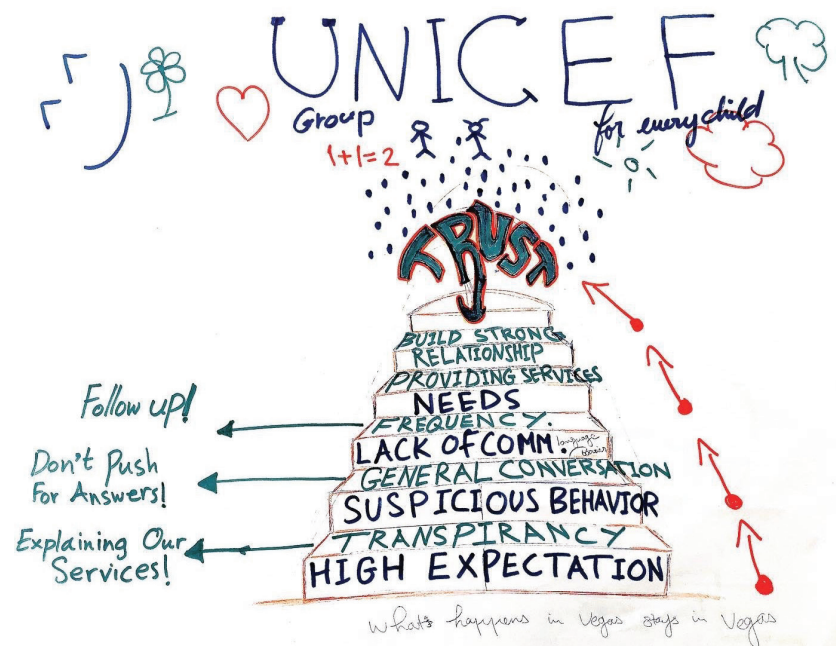 UNICEF
Group
for every child
1+1=2
TRUST
BUILD STRONG
RELATIONSHIP
PROVIDING SERVICES
NEEDS
Follow up!
FREQUENCY.
LACK OF COMM.
language
barrier
Don't Push
For Answers!
GENERAL CONVERSATION
SUSPICIOUS BEHAVIOR
Explaining Our
Services!
TRANSPIRANCY
HIGH EXPECTATION
What's happens in Vegas stays in Vegas